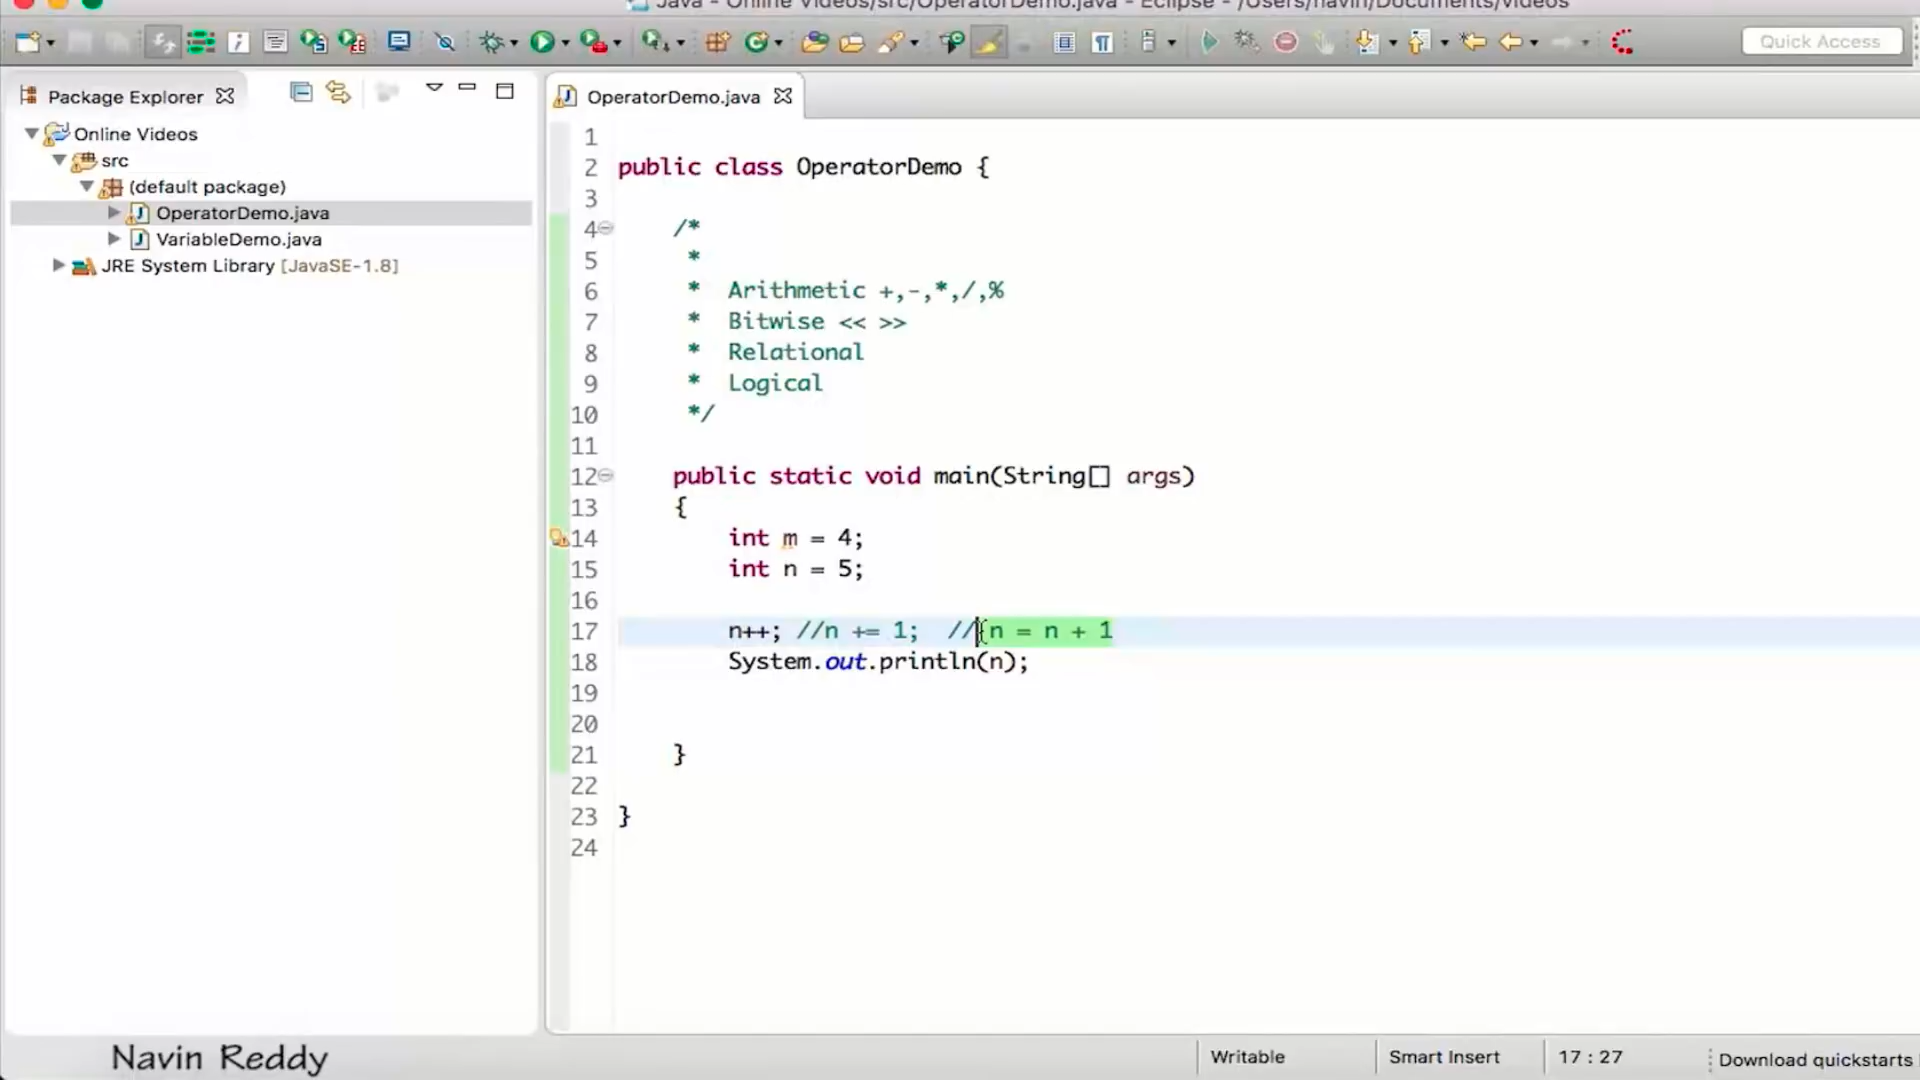 Java - Online Videos/src/OperatorDemo.java - Eclipse - /Users/navin/Documents/Videos
Quick Access
Package Explorer
OperatorDemo.java
Online Videos
src
(default package)
OperatorDemo.java
VariableDemo.java
JRE System Library [JavaSE-1.8]
1
2 public class OperatorDemo {
3
4 /*
5 *
6 * Arithmetic +,-,*,/,%
7 * Bitwise << >>
8 * Relational
9 * Logical
10 */
11
12 public static void main(String[] args)
13 {
14 int m = 4;
15 int n = 5;
16
17 n++; //n += 1; //n = n + 1
18 System.out.println(n);
19
20
21 }
22
23 }
24
Navin Reddy
Writable
Smart Insert
17 : 27
Download quickstarts